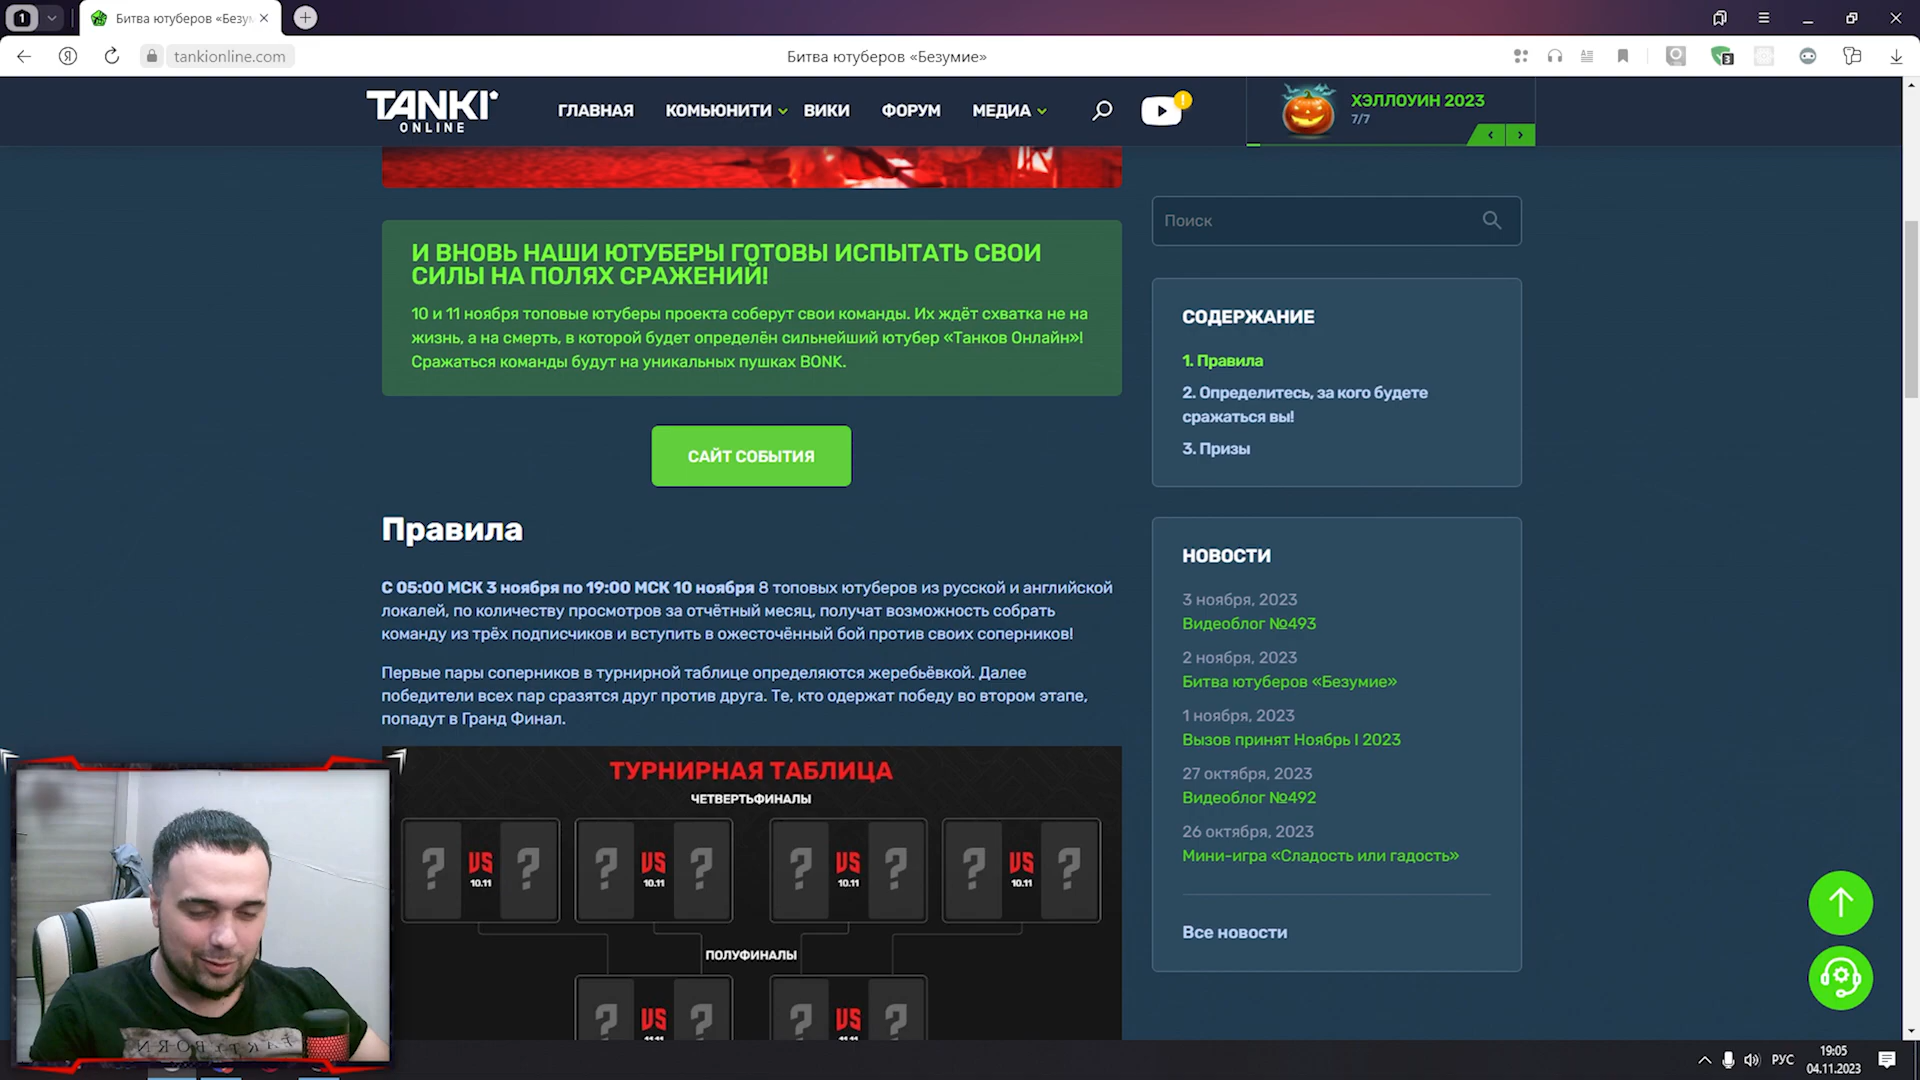 1
Битва ютуберов «Безум
tankionline.com
Битва ютуберов «Безумие»
3
TANKI
ONLINE
ГЛАВНАЯ
КОМЬЮНИТИ
ВИКИ
ФОРУМ
МЕДИА
!
ХЭЛЛОУИН 2023
7/7
И ВНОВЬ НАШИ ЮТУБЕРЫ ГОТОВЫ ИСПЫТАТЬ СВОИ
СИЛЫ НА ПОЛЯХ СРАЖЕНИЙ!
10 и 11 ноября топовые ютуберы проекта соберут свои команды. Их ждёт схватка не на
жизнь, а на смерть, в которой будет определён сильнейший ютубер «Танков Онлайн»!
Сражаться команды будут на уникальных пушках BONK.
САЙТ СОБЫТИЯ
Правила
С 05:00 МСК 3 ноября по 19:00 МСК 10 ноября 8 топовых ютуберов из русской и английской
локалей, по количеству просмотров за отчётный месяц, получат возможность собрать
команду из трёх подписчиков и вступить в ожесточённый бой против своих соперников!
Первые пары соперников в турнирной таблице определяются жеребьёвкой. Далее
победители всех пар сразятся друг против друга. Те, кто одержат победу во втором этапе,
попадут в Гранд Финал.
ТУРНИРНАЯ ТАБЛИЦА
ЧЕТВЕРТЬФИНАЛЫ
? VS ? ? VS ? ? VS ? ? VS ?
10.11 10.11 10.11 10.11
ПОЛУФИНАЛЫ
? VS ? ? VS ?
11.11 11.11
Поиск
СОДЕРЖАНИЕ
1. Правила
2. Определитесь, за кого будете
сражаться вы!
3. Призы
НОВОСТИ
3 ноября, 2023
Видеоблог №493
2 ноября, 2023
Битва ютуберов «Безумие»
1 ноября, 2023
Вызов принят Ноябрь I 2023
27 октября, 2023
Видеоблог №492
26 октября, 2023
Мини-игра «Сладость или гадость»
Все новости
РУС
19:05
04.11.2023